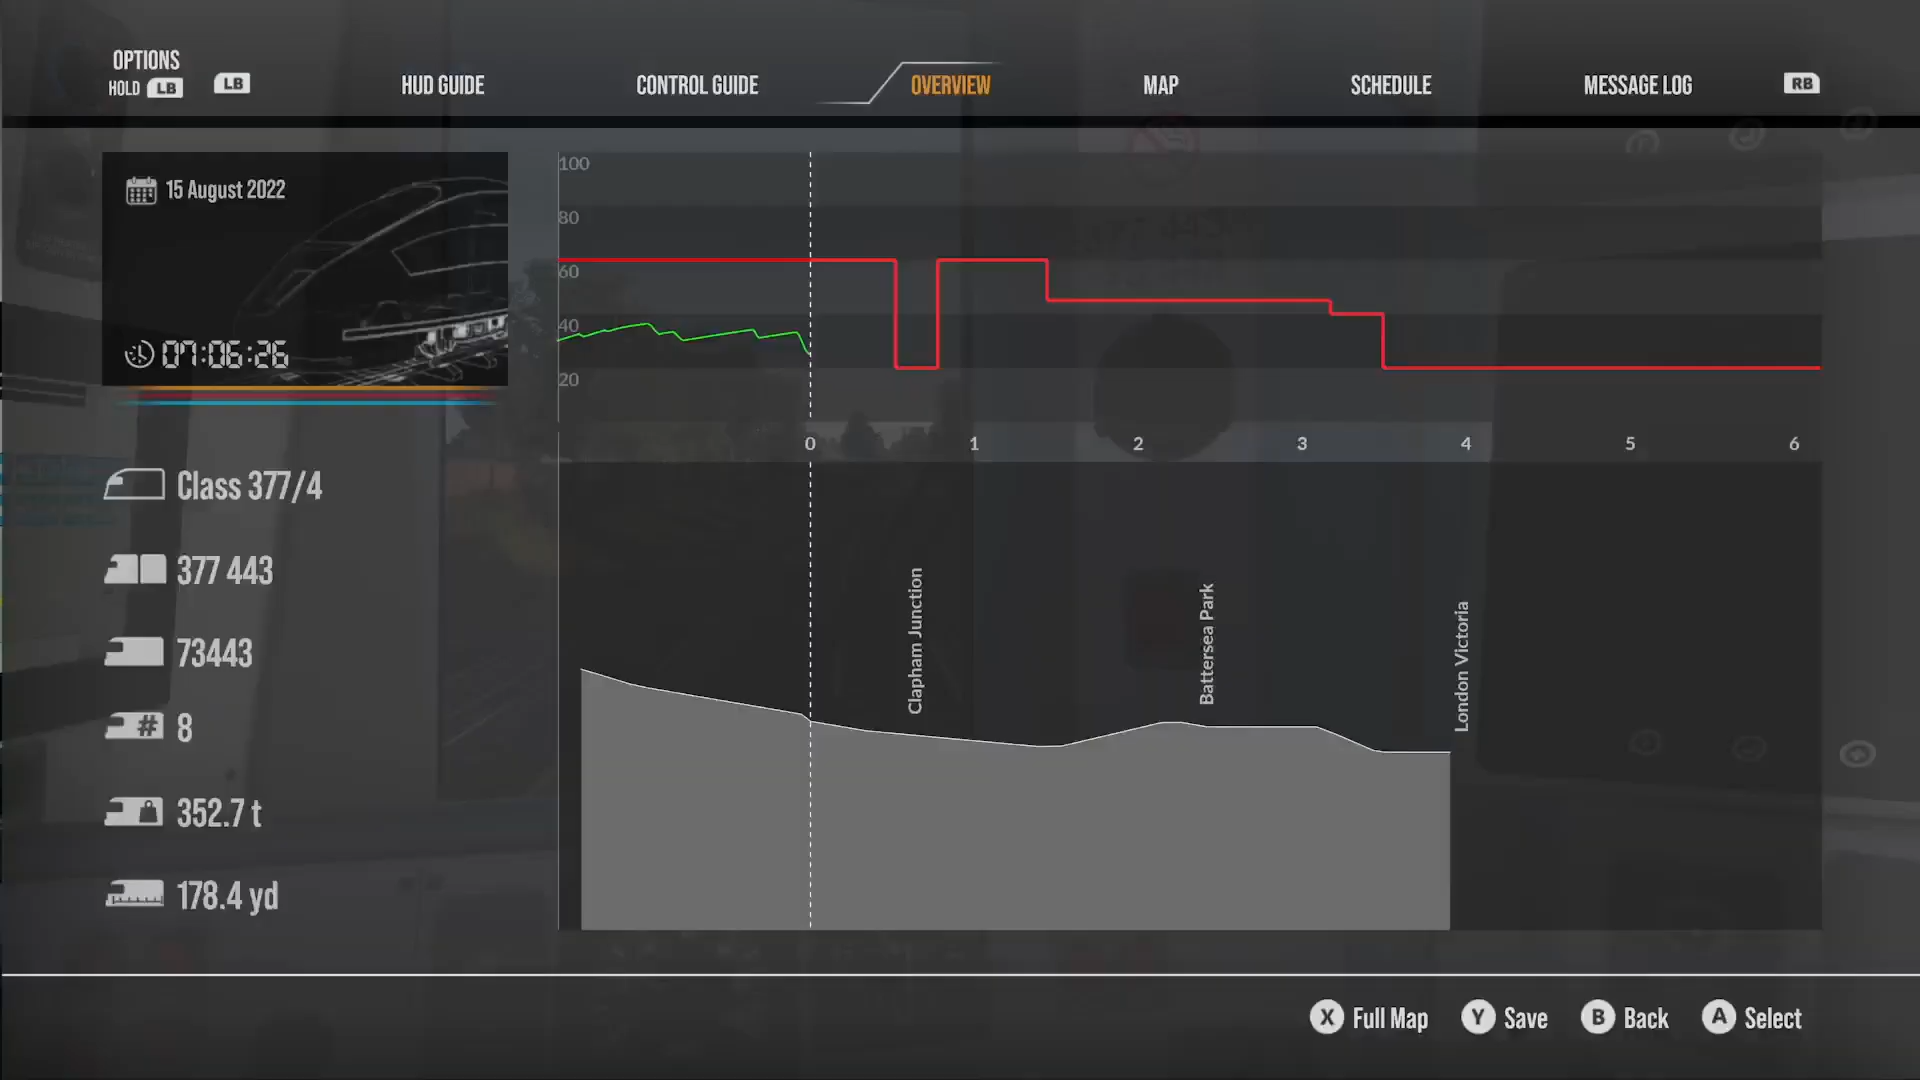 OPTIONS
HOLD LB
LB
HUD GUIDE
CONTROL GUIDE
OVERVIEW
MAP
SCHEDULE
MESSAGE LOG
RB
15 August 2022
07:06:26
Class 377/4
377 443
73443
# 8
352.7 t
178.4 yd
100
80
60
40
20
0 1 2 3 4 5 6
Clapham Junction
Battersea Park
London Victoria
X Full Map
Y Save
B Back
A Select